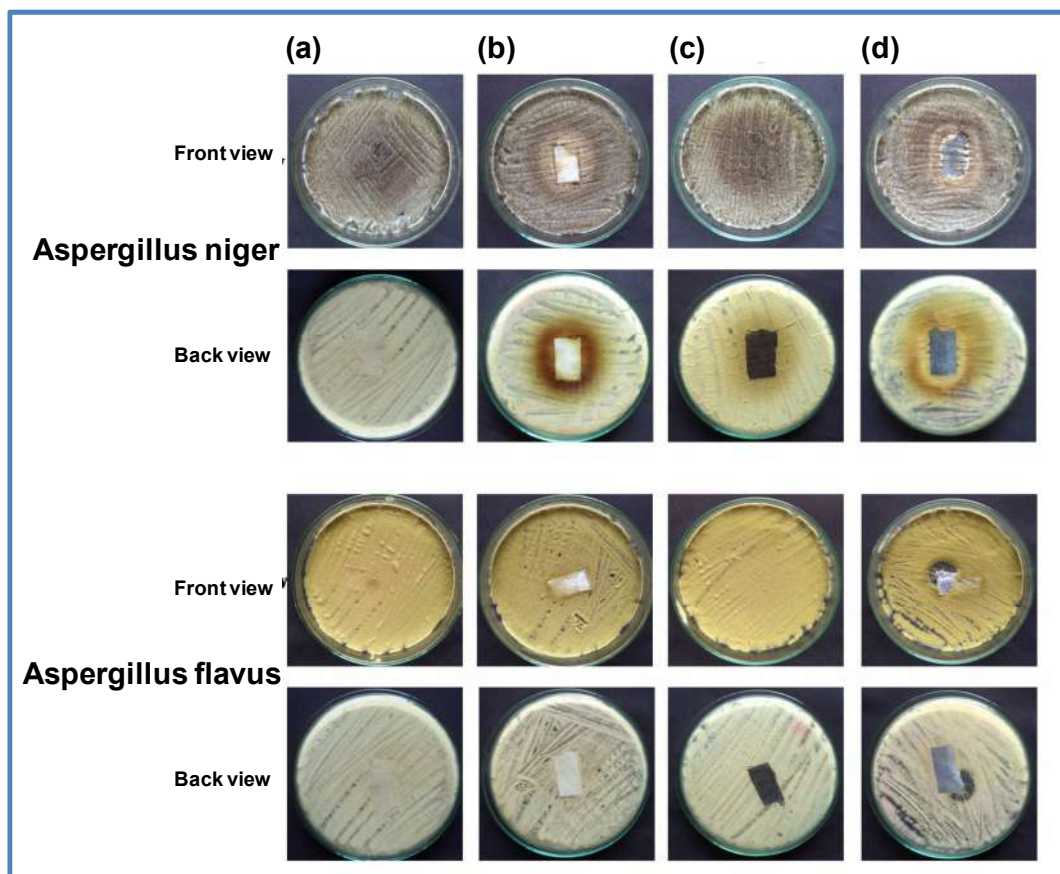 (a) (b) (c) (d)
Front view
Aspergillus niger
Back view
Front view
Aspergillus flavus
Back view